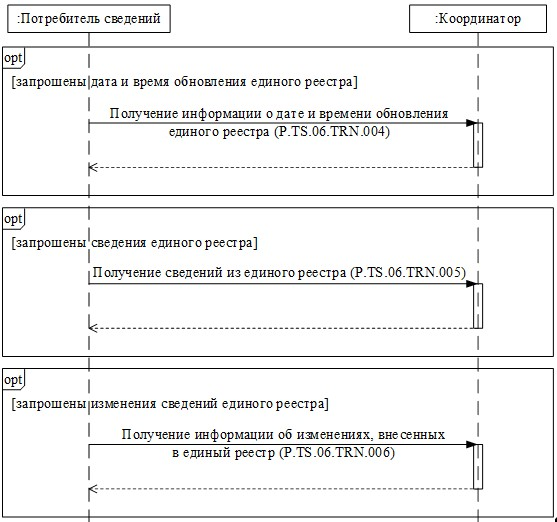 :Потребитель сведений
:Координатор
opt
[запрошены дата и время обновления единого реестра]
Получение информации о дате и времени обновления
единого реестра (P.TS.06.TRN.004)
opt
[запрошены сведения единого реестра]
Получение сведений из единого реестра (P.TS.06.TRN.005)
opt
[запрошены изменения сведений единого реестра]
Получение информации об изменениях, внесенных
в единый реестр (P.TS.06.TRN.006)